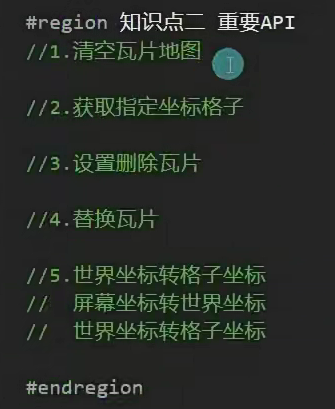 #region 知识点二 重要API
//1.清空瓦片地图
//2.获取指定坐标格子
//3.设置删除瓦片
//4.替换瓦片
//5.世界坐标转格子坐标
//  屏幕坐标转世界坐标
//  世界坐标转格子坐标
#endregion